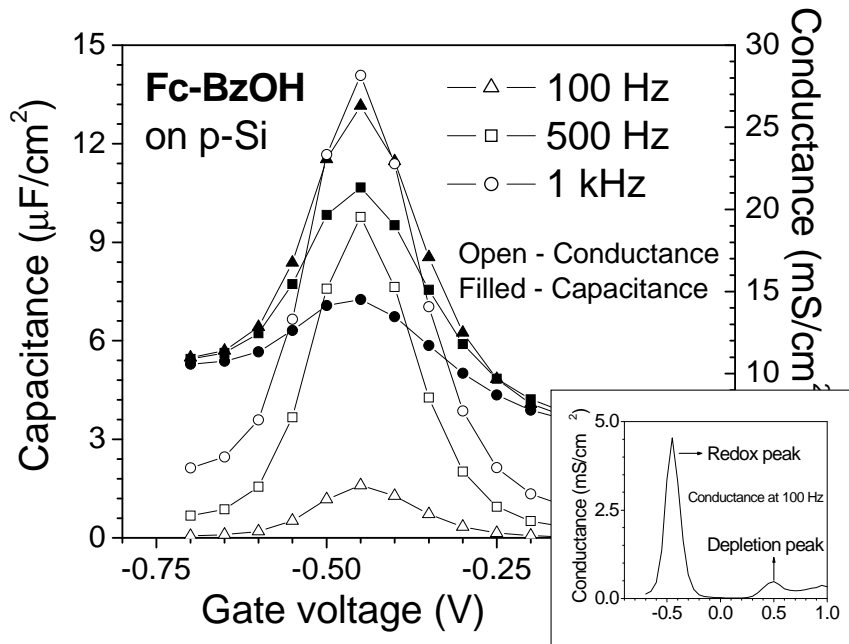 Fc-BzOH
on p-Si
100 Hz
500 Hz
1 kHz
Open - Conductance
Filled - Capacitance
Capacitance (μF/cm²)
15
12
9
6
3
0
-0.75
-0.50
-0.25
Gate voltage (V)
Conductance (mS/cm²
30
25
20
15
10
Conductance (mS/cm²)
5.0
2.5
0.0
Redox peak
Conductance at 100 Hz
Depletion peak
-0.5
0.0
0.5
1.0